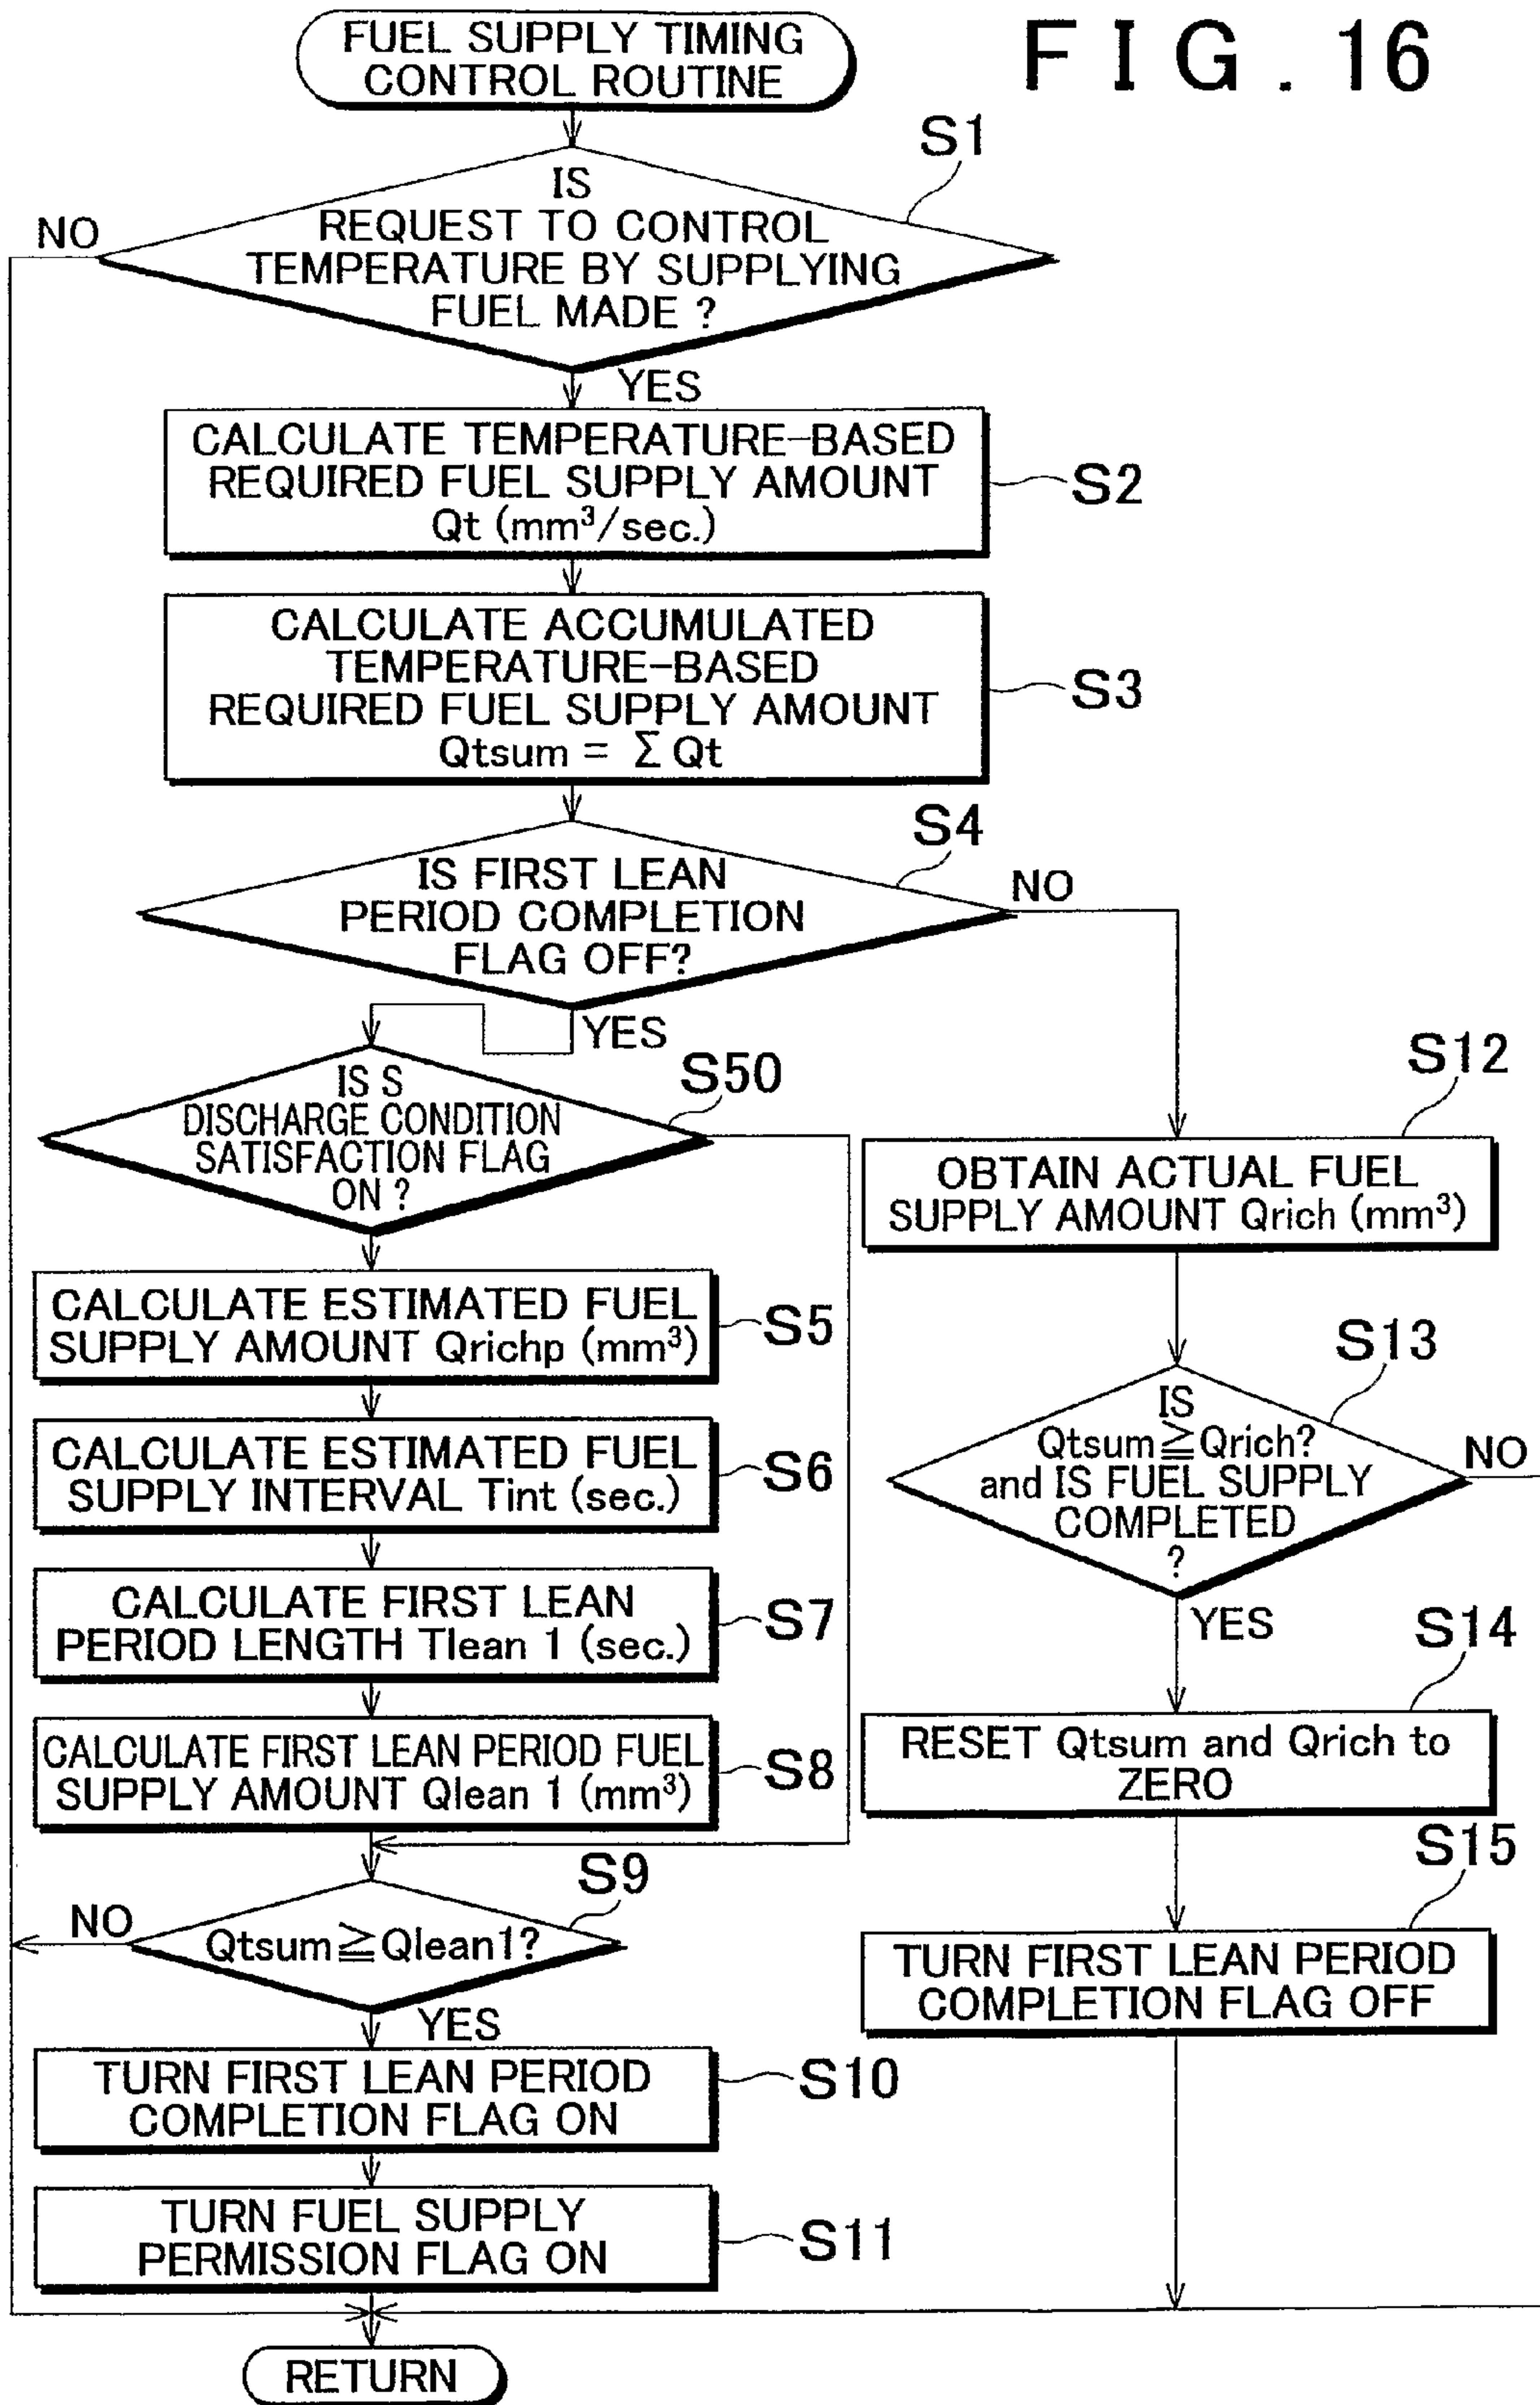 FUEL SUPPLY TIMING
CONTROL ROUTINE
FIG. 16
S1
IS
REQUEST TO CONTROL
TEMPERATURE BY SUPPLYING
FUEL MADE ?
NO
YES
CALCULATE TEMPERATURE-BASED
REQUIRED FUEL SUPPLY AMOUNT
Qt (mm³/sec.)
S2
CALCULATE ACCUMULATED
TEMPERATURE-BASED
REQUIRED FUEL SUPPLY AMOUNT
Qtsum = Σ Qt
S3
S4
IS FIRST LEAN
PERIOD COMPLETION
FLAG OFF?
NO
YES
S50
IS S
DISCHARGE CONDITION
SATISFACTION FLAG
ON ?
CALCULATE ESTIMATED FUEL
SUPPLY AMOUNT Qrichp (mm³)
S5
CALCULATE ESTIMATED FUEL
SUPPLY INTERVAL Tint (sec.)
S6
CALCULATE FIRST LEAN
PERIOD LENGTH Tlean 1 (sec.)
S7
CALCULATE FIRST LEAN PERIOD FUEL
SUPPLY AMOUNT Qlean 1 (mm³)
S8
S9
NO
Qtsum≧Qlean1?
YES
TURN FIRST LEAN PERIOD
COMPLETION FLAG ON
S10
TURN FUEL SUPPLY
PERMISSION FLAG ON
S11
S12
OBTAIN ACTUAL FUEL
SUPPLY AMOUNT Qrich (mm³)
S13
IS
Qtsum≧Qrich?
and IS FUEL SUPPLY
COMPLETED
?
NO
YES
S14
RESET Qtsum and Qrich to
ZERO
S15
TURN FIRST LEAN PERIOD
COMPLETION FLAG OFF
RETURN